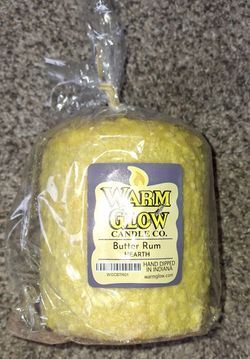 WARM
GLOW
CANDLE CO.
Butter Rum
HEARTH
HAND DIPPED
IN INDIANA
warmglow.com